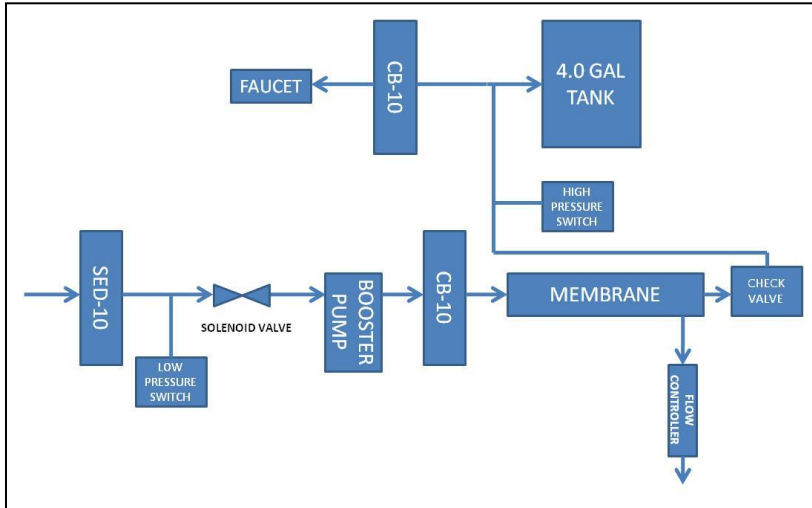 FAUCET
CB-10
4.0 GAL
TANK
HIGH
PRESSURE
SWITCH
SED-10
LOW
PRESSURE
SWITCH
SOLENOID VALVE
BOOSTER
PUMP
CB-10
MEMBRANE
CHECK
VALVE
FLOW
CONTROLLER